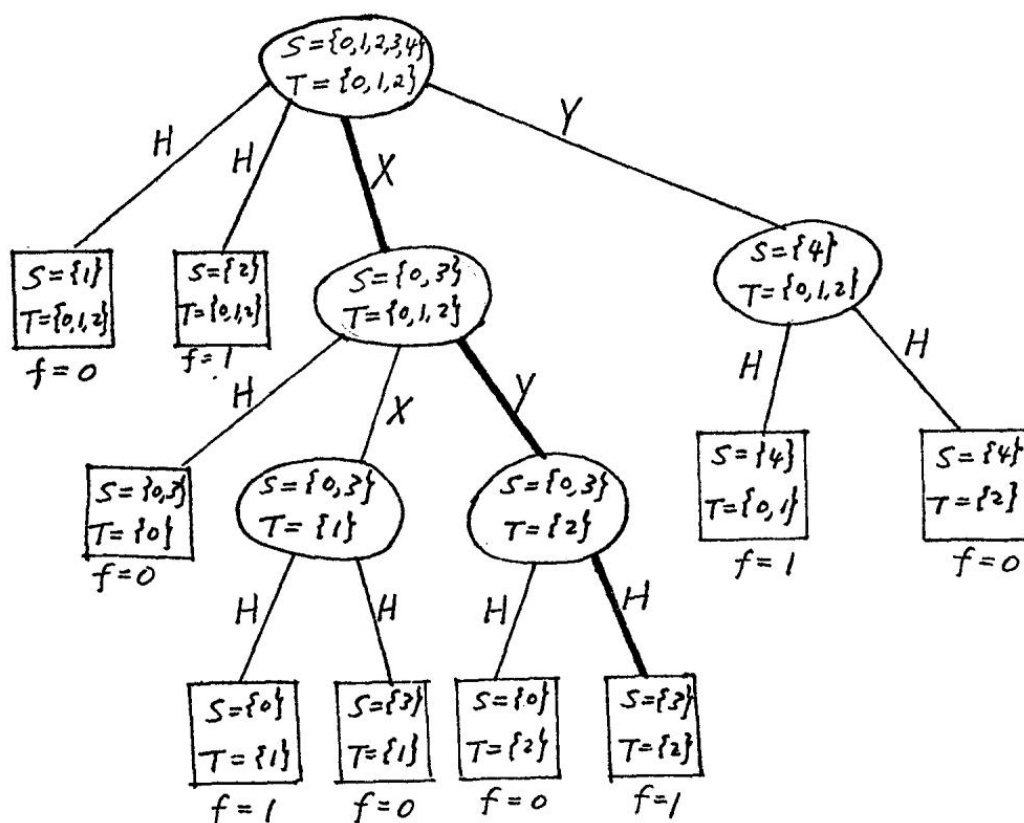 S={0,1,2,3,4}
T={0,1,2}
H
H
X
Y
S={1}
T={0,1,2}
f=0
S={2}
T={0,1,2}
f=1
S={0,3}
T={0,1,2}
S={4}
T={0,1,2}
H
X
Y
H
H
S={0,3}
T={0}
f=0
S={0,3}
T={1}
S={0,3}
T={2}
S={4}
T={0,1}
f=1
S={4}
T={2}
f=0
H
H
H
H
S={0}
T={1}
f=1
S={3}
T={1}
f=0
S={0}
T={2}
f=0
S={3}
T={2}
f=1